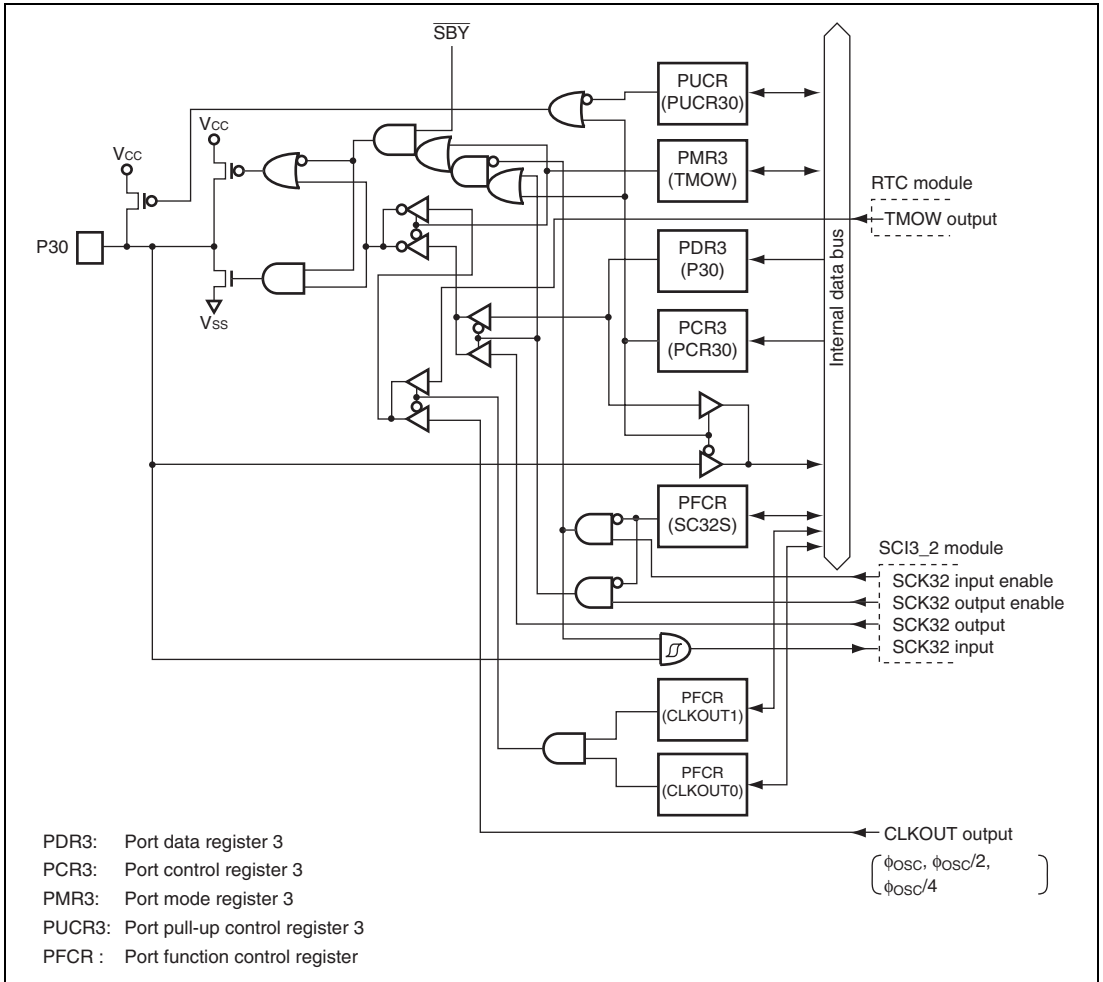 SBY
PUCR
(PUCR30)
VCC
VCC
PMR3
(TMOW)
RTC module
TMOW output
P30
PDR3
(P30)
VSS
PCR3
(PCR30)
Internal data bus
PFCR
(SC32S)
SCI3_2 module
SCK32 input enable
SCK32 output enable
SCK32 output
SCK32 input
PFCR
(CLKOUT1)
PFCR
(CLKOUT0)
CLKOUT output
(φOSC, φOSC/2,
φOSC/4)
PDR3: Port data register 3
PCR3: Port control register 3
PMR3: Port mode register 3
PUCR3: Port pull-up control register 3
PFCR : Port function control register